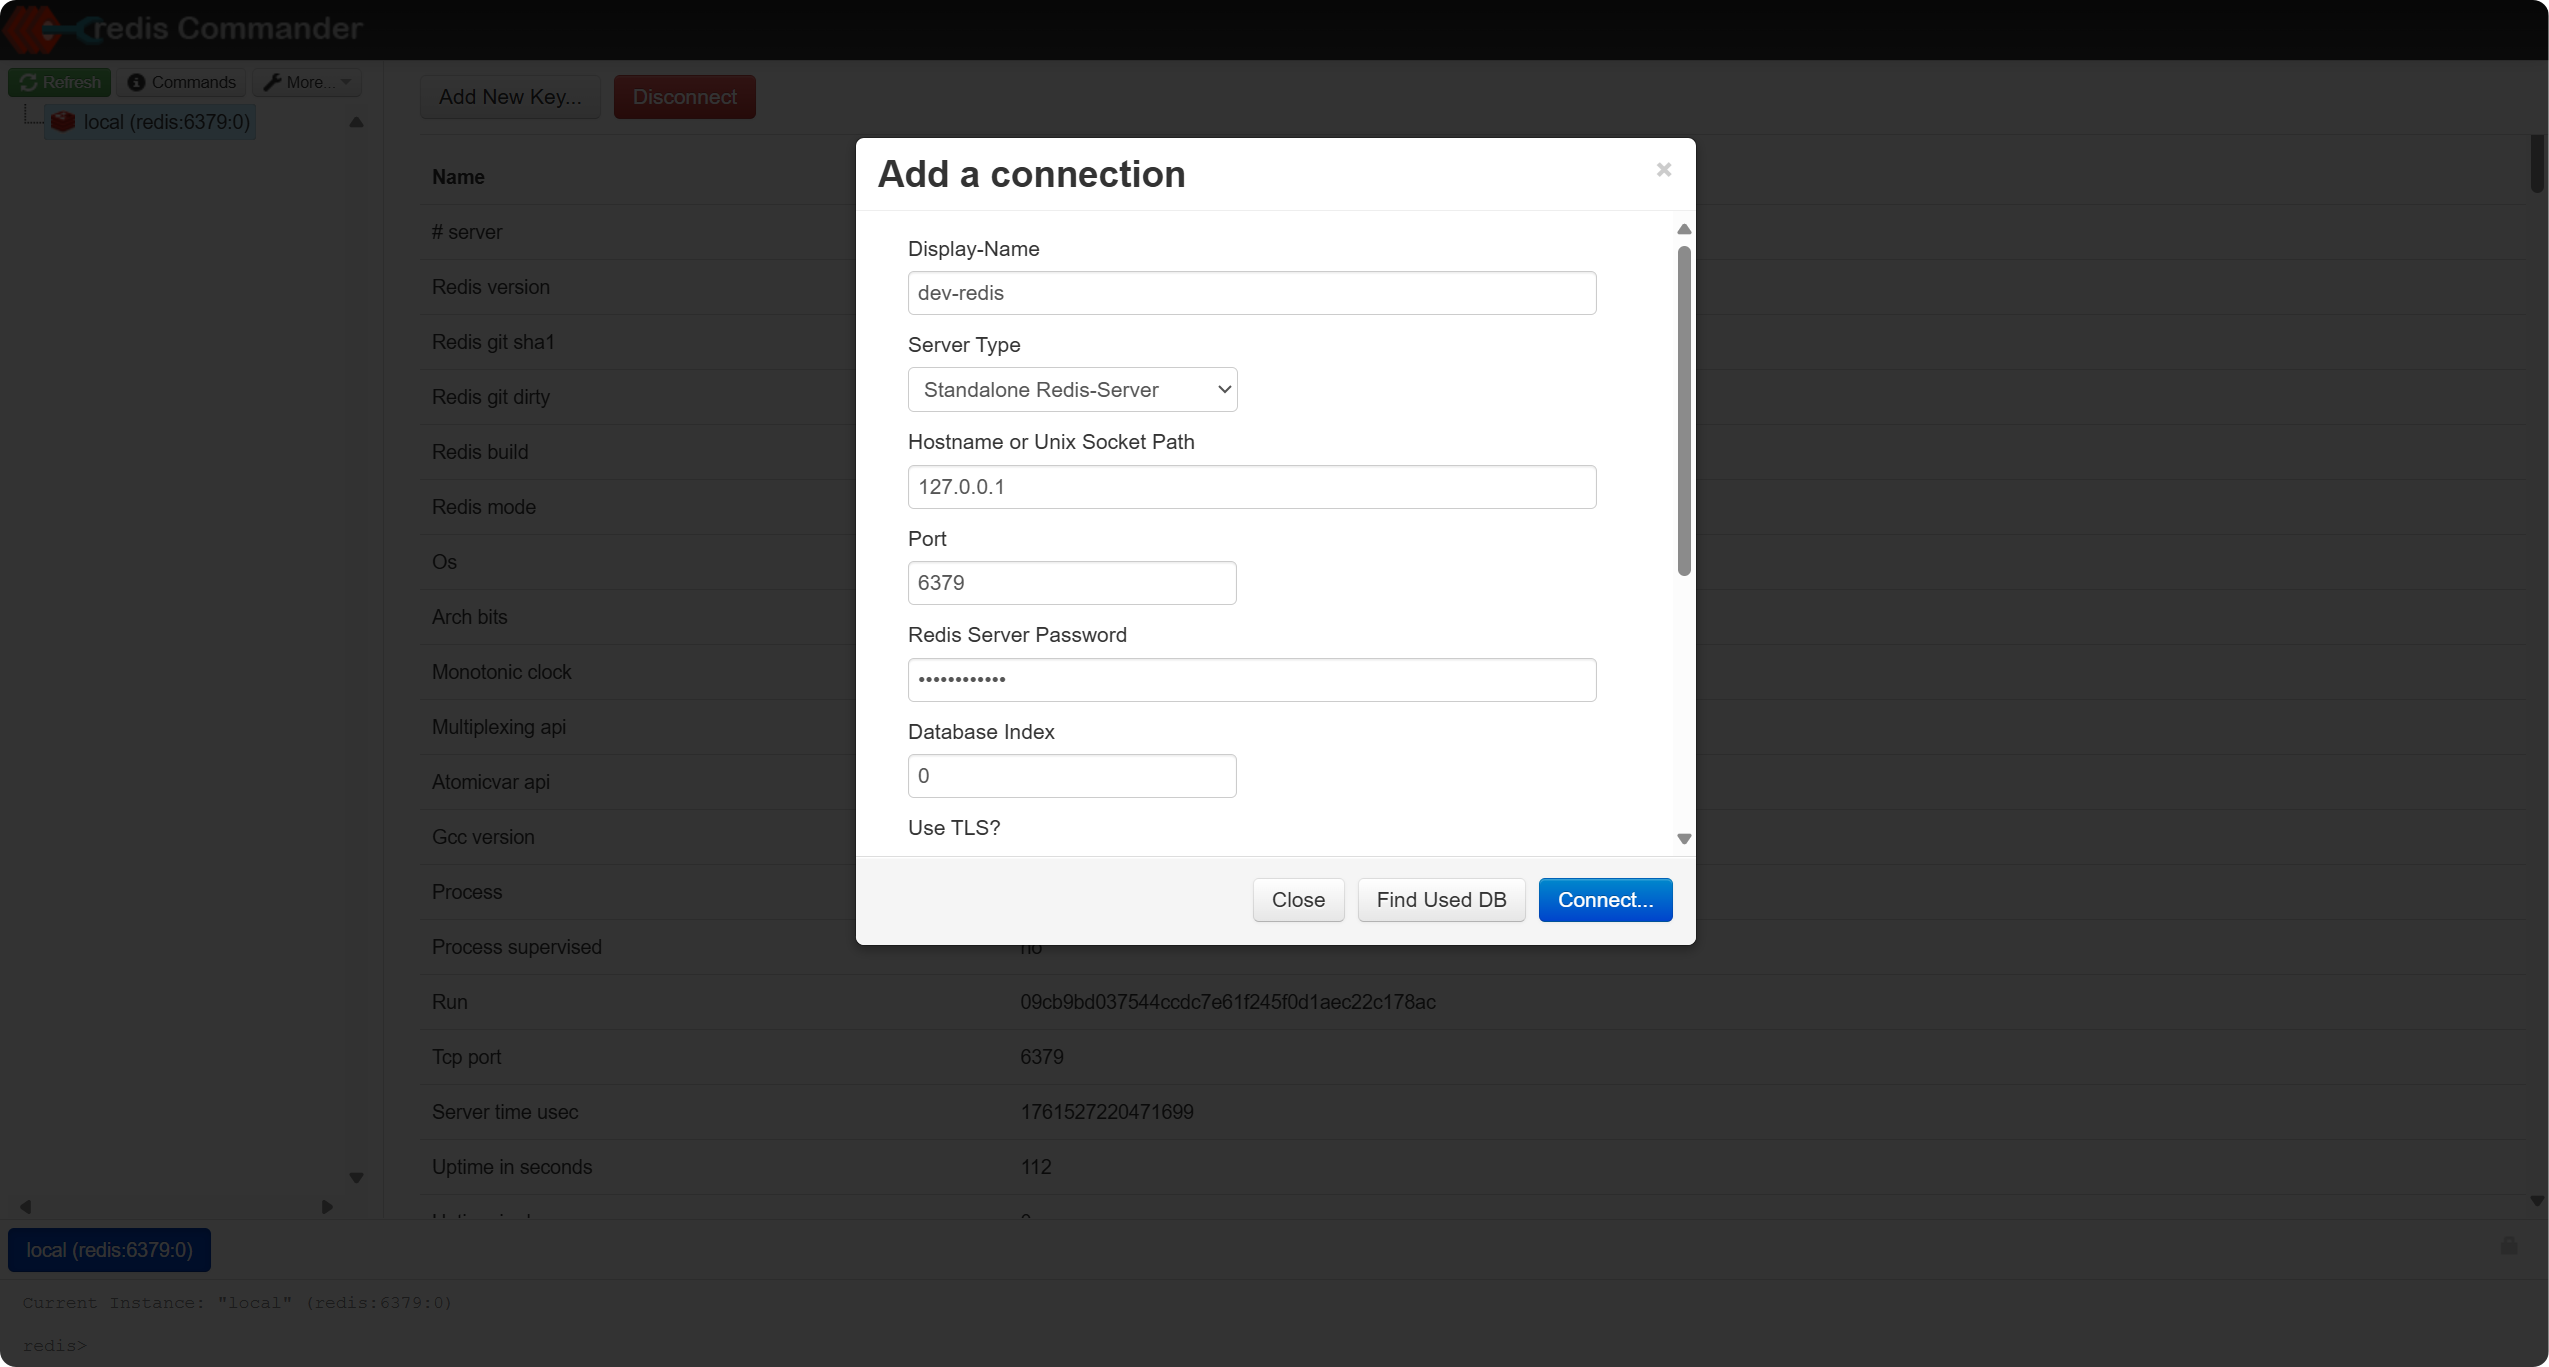 redis Commander
Refresh Commands More...
local (redis:6379:0)
Add New Key... Disconnect
Name
# server
Redis version
Redis git sha1
Redis git dirty
Redis build
Redis mode
Os
Arch bits
Monotonic clock
Multiplexing api
Atomicvar api
Gcc version
Process
Process supervised no
Run 09cb9bd037544ccdc7e61f245f0d1aec22c178ac
Tcp port 6379
Server time usec 1761527220471699
Uptime in seconds 112
Add a connection ×
Display-Name
dev-redis
Server Type
Standalone Redis-Server
Hostname or Unix Socket Path
127.0.0.1
Port
6379
Redis Server Password
••••••••••••
Database Index
0
Use TLS?
Close Find Used DB Connect...
local (redis:6379:0)
Current Instance: "local" (redis:6379:0)
redis>